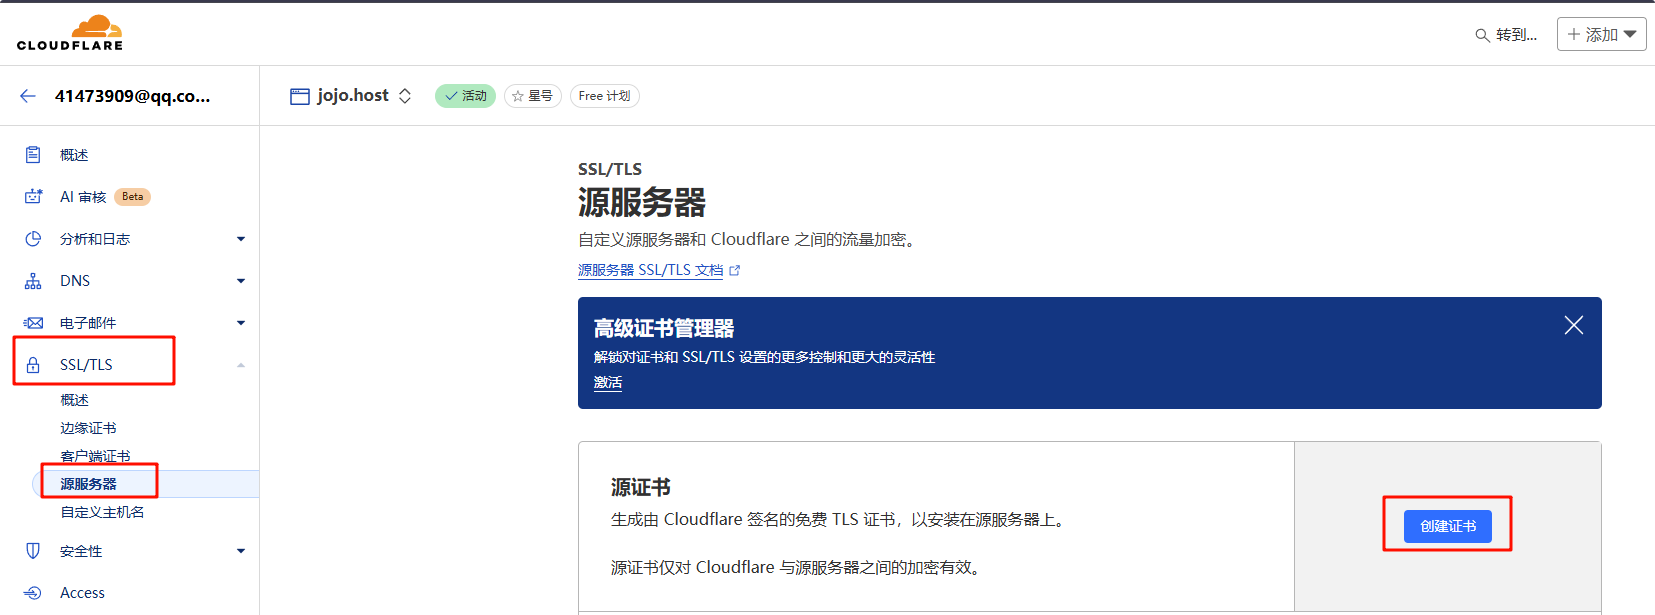 CLOUDFLARE
转到...
添加
41473909@qq.co...
jojo.host
活动
星号
Free 计划
概述
AI 审核
Beta
分析和日志
DNS
电子邮件
SSL/TLS
概述
边缘证书
客户端证书
源服务器
自定义主机名
安全性
Access
SSL/TLS
源服务器
自定义源服务器和 Cloudflare 之间的流量加密。
源服务器 SSL/TLS 文档
高级证书管理器
解锁对证书和 SSL/TLS 设置的更多控制和更大的灵活性
激活
源证书
生成由 Cloudflare 签名的免费 TLS 证书，以安装在源服务器上。
源证书仅对 Cloudflare 与源服务器之间的加密有效。
创建证书